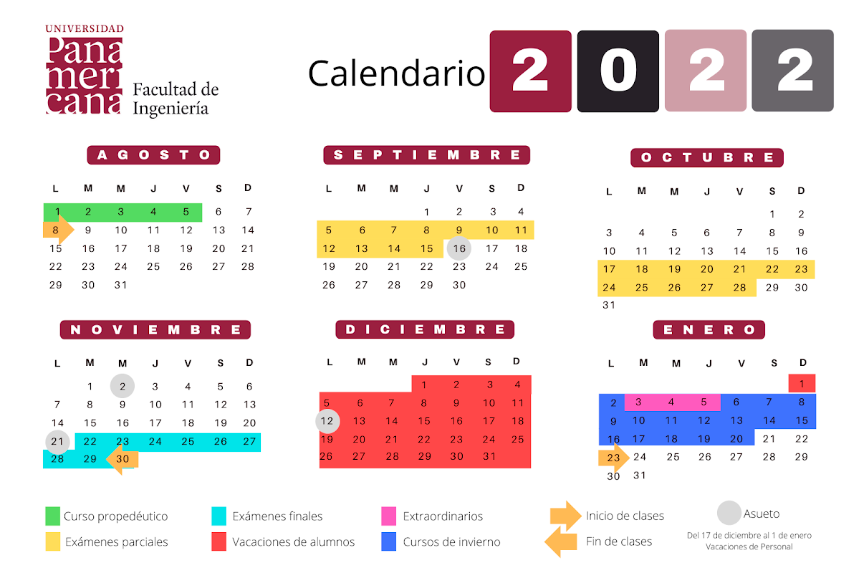 UNIVERSIDAD
Pana
meri
cana
Facultad de
Ingeniería
Calendario 2 0 2 2
AGOSTO
L M M J V S D
1 2 3 4 5 6 7
8 9 10 11 12 13 14
15 16 17 18 19 20 21
22 23 24 25 26 27 28
29 30 31
SEPTIEMBRE
L M M J V S D
1 2 3 4
5 6 7 8 9 10 11
12 13 14 15 16 17 18
19 20 21 22 23 24 25
26 27 28 29 30
OCTUBRE
L M M J V S D
1 2
3 4 5 6 7 8 9
10 11 12 13 14 15 16
17 18 19 20 21 22 23
24 25 26 27 28 29 30
31
NOVIEMBRE
L M M J V S D
1 2 3 4 5 6
7 8 9 10 11 12 13
14 15 16 17 18 19 20
21 22 23 24 25 26 27
28 29 30
DICIEMBRE
L M M J V S D
1 2 3 4
5 6 7 8 9 10 11
12 13 14 15 16 17 18
19 20 21 22 23 24 25
26 27 28 29 30 31
ENERO
L M M J V S D
1
2 3 4 5 6 7 8
9 10 11 12 13 14 15
16 17 18 19 20 21 22
23 24 25 26 27 28 29
30 31
Curso propedéutico
Exámenes finales
Extraordinarios
Inicio de clases
Asueto
Exámenes parciales
Vacaciones de alumnos
Cursos de invierno
Fin de clases
Del 17 de diciembre al 1 de enero
Vacaciones de Personal